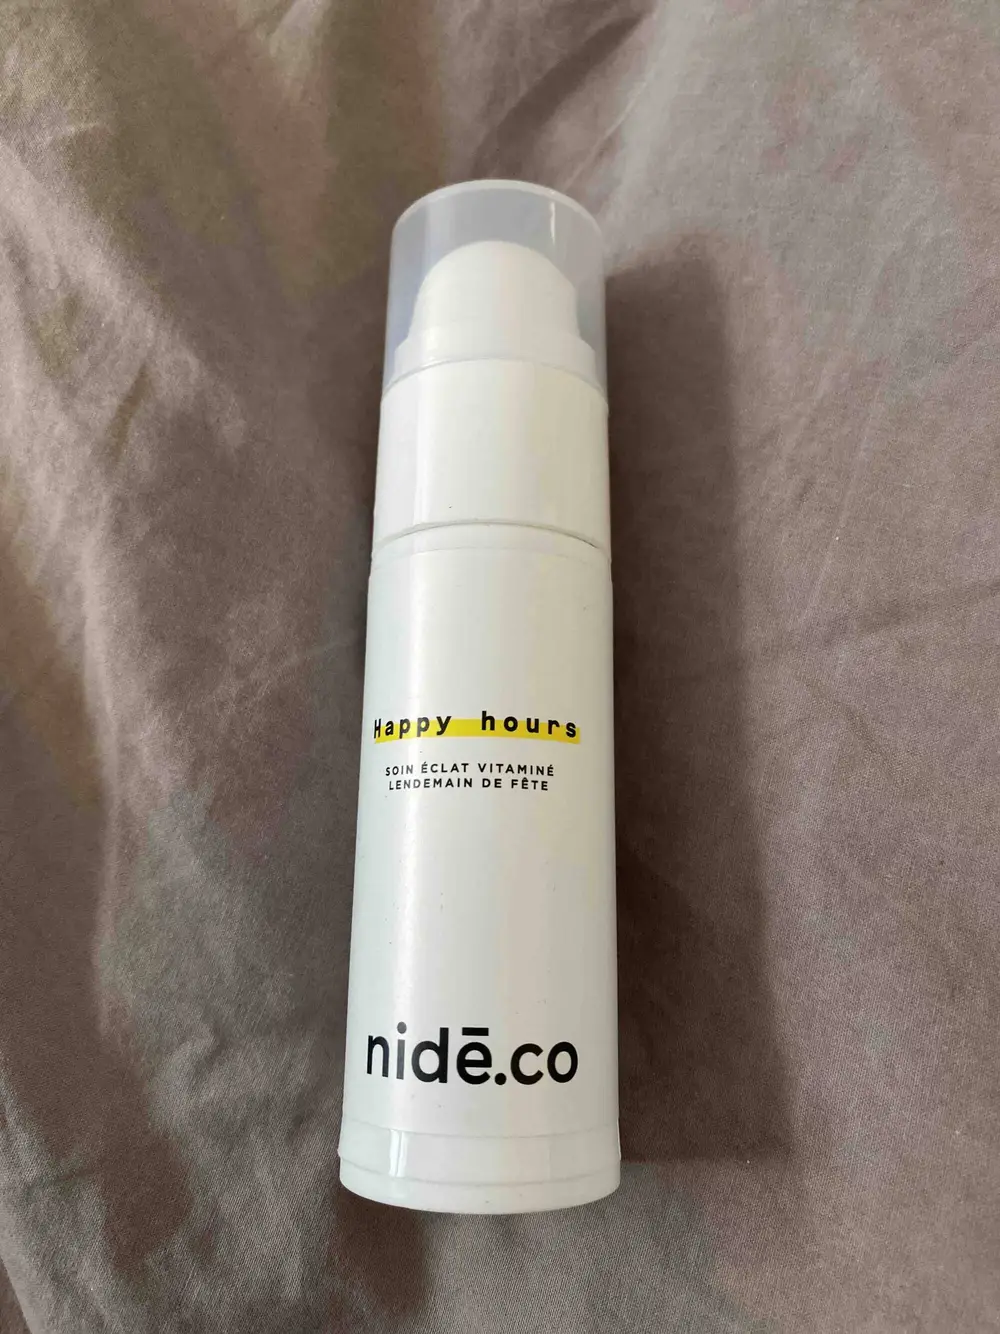 Happy hours
SOIN ÉCLAT VITAMINÉ
LENDEMAIN DE FÊTE
nidē.co